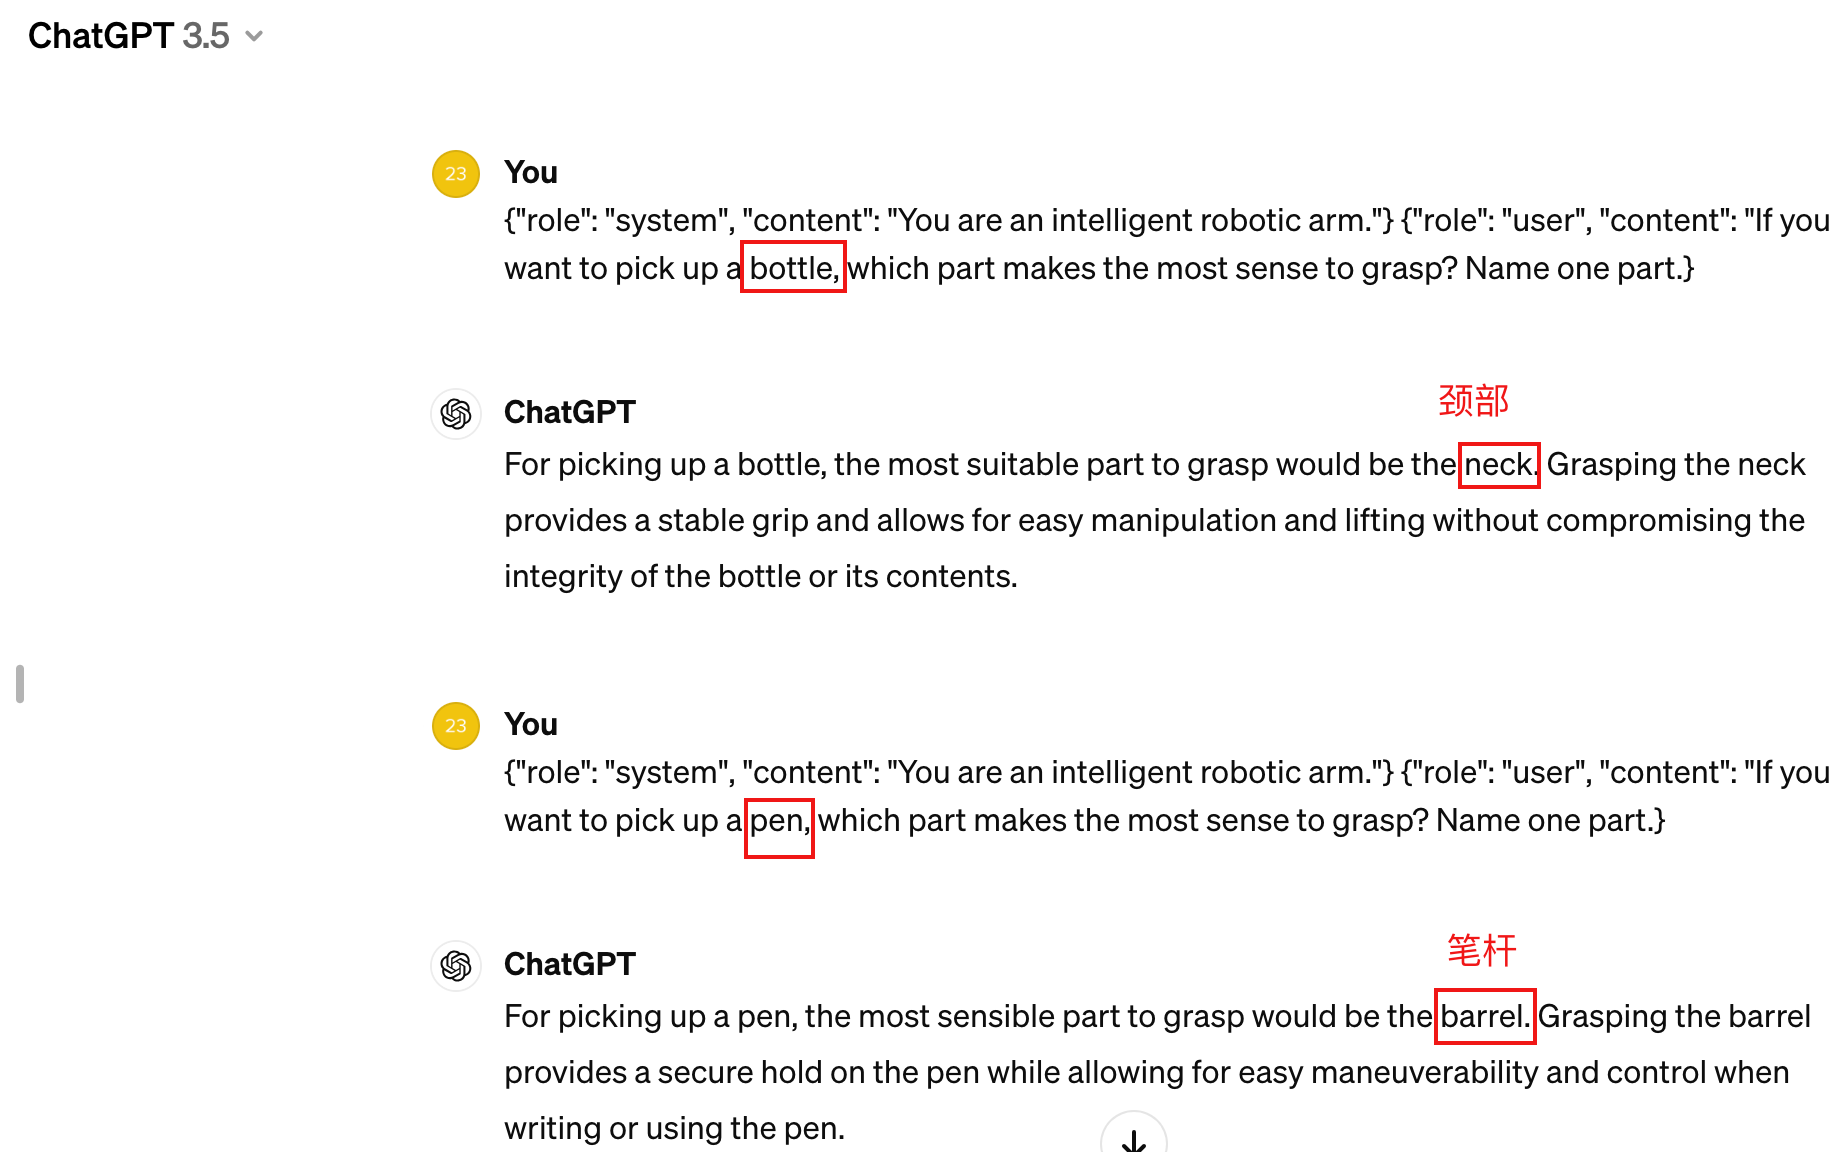 ChatGPT 3.5
23
You
{"role": "system", "content": "You are an intelligent robotic arm."} {"role": "user", "content": "If you
want to pick up a bottle, which part makes the most sense to grasp? Name one part.}
ChatGPT
颈部
For picking up a bottle, the most suitable part to grasp would be the neck. Grasping the neck
provides a stable grip and allows for easy manipulation and lifting without compromising the
integrity of the bottle or its contents.
23
You
{"role": "system", "content": "You are an intelligent robotic arm."} {"role": "user", "content": "If you
want to pick up a pen, which part makes the most sense to grasp? Name one part.}
ChatGPT
笔杆
For picking up a pen, the most sensible part to grasp would be the barrel. Grasping the barrel
provides a secure hold on the pen while allowing for easy maneuverability and control when
writing or using the pen.